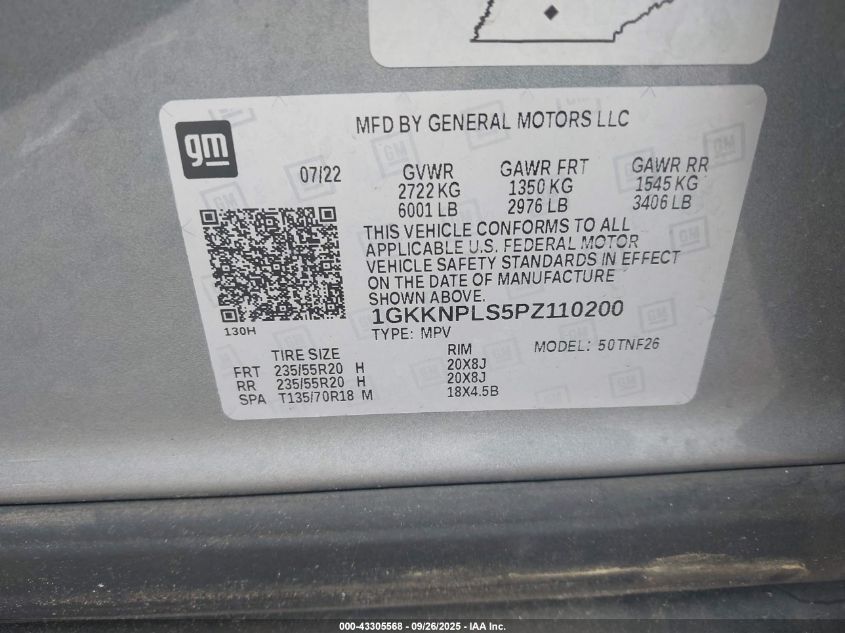 gm
MFD BY GENERAL MOTORS LLC
07/22
GVWR
2722 KG
6001 LB
GAWR FRT
1350 KG
2976 LB
GAWR RR
1545 KG
3406 LB
THIS VEHICLE CONFORMS TO ALL
APPLICABLE U.S. FEDERAL MOTOR
VEHICLE SAFETY STANDARDS IN EFFECT
ON THE DATE OF MANUFACTURE
SHOWN ABOVE.
130H
1GKKNPLS5PZ110200
TYPE: MPV
MODEL: 50TNF26
TIRE SIZE RIM
FRT 235/55R20 H 20X8J
RR 235/55R20 H 20X8J
SPA T135/70R18 M 18X4.5B
000-43305568 - 09/26/2025 - IAA Inc.